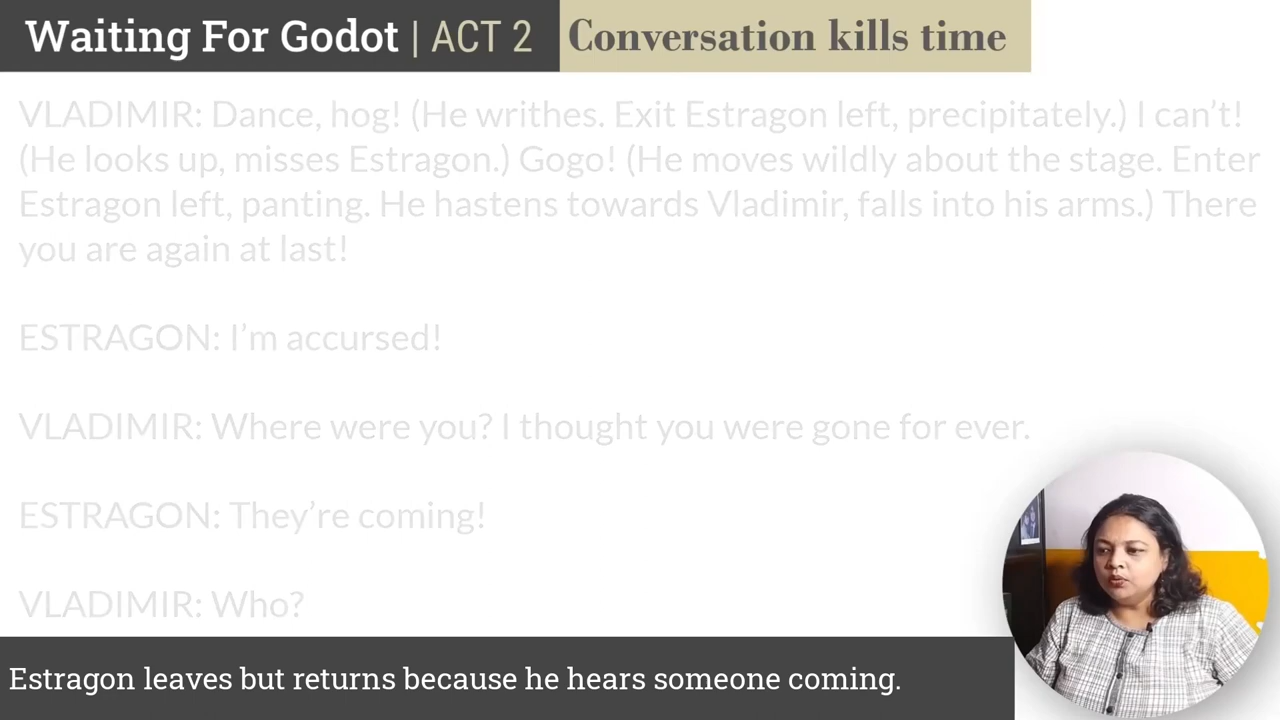 Waiting For Godot | ACT 2 Conversation kills time
VLADIMIR: Dance, hog! (He writhes. Exit Estragon left, precipitately.) I can’t!
(He looks up, misses Estragon.) Gogo! (He moves wildly about the stage. Enter
Estragon left, panting. He hastens towards Vladimir, falls into his arms.) There
you are again at last!
ESTRAGON: I’m accursed!
VLADIMIR: Where were you? I thought you were gone for ever.
ESTRAGON: They’re coming!
VLADIMIR: Who?
Estragon leaves but returns because he hears someone coming.